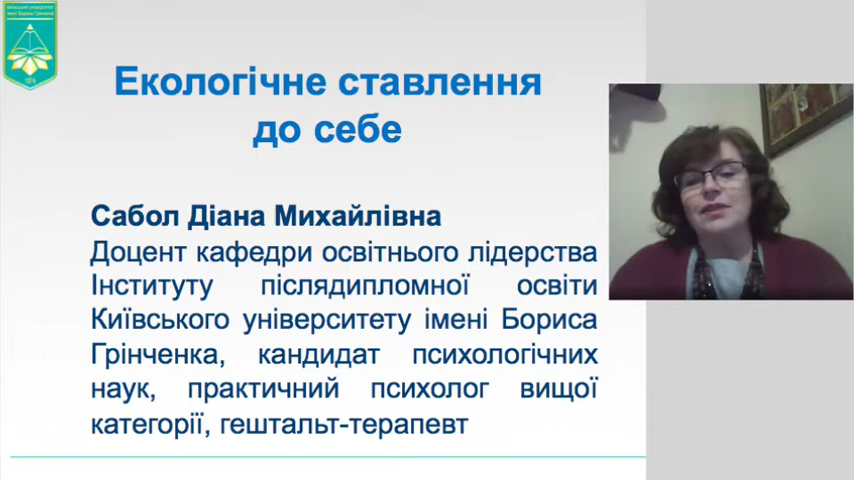 Екологічне ставлення
до себе
Сабол Діана Михайлівна
Доцент кафедри освітнього лідерства
Інституту післядипломної освіти
Київського університету імені Бориса
Грінченка, кандидат психологічних
наук, практичний психолог вищої
категорії, гештальт-терапевт